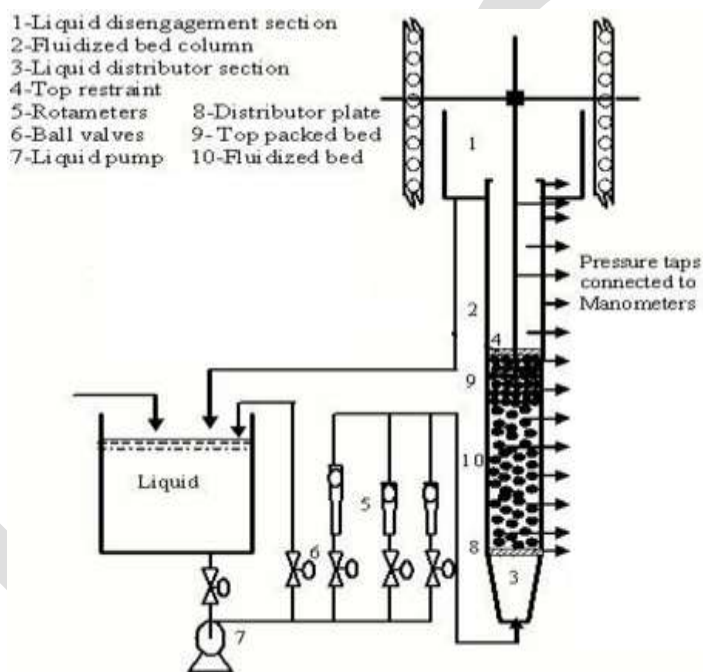 1-Liquid disengagement section
2-Fluidized bed column
3-Liquid distributor section
4-Top restraint
5-Rotameters 8-Distributor plate
6-Ball valves 9-Top packed bed
7-Liquid pump 10-Fluidized bed
1
Pressure taps
connected to
Manometers
2
4
9
10
Liquid
5
6
8
3
7